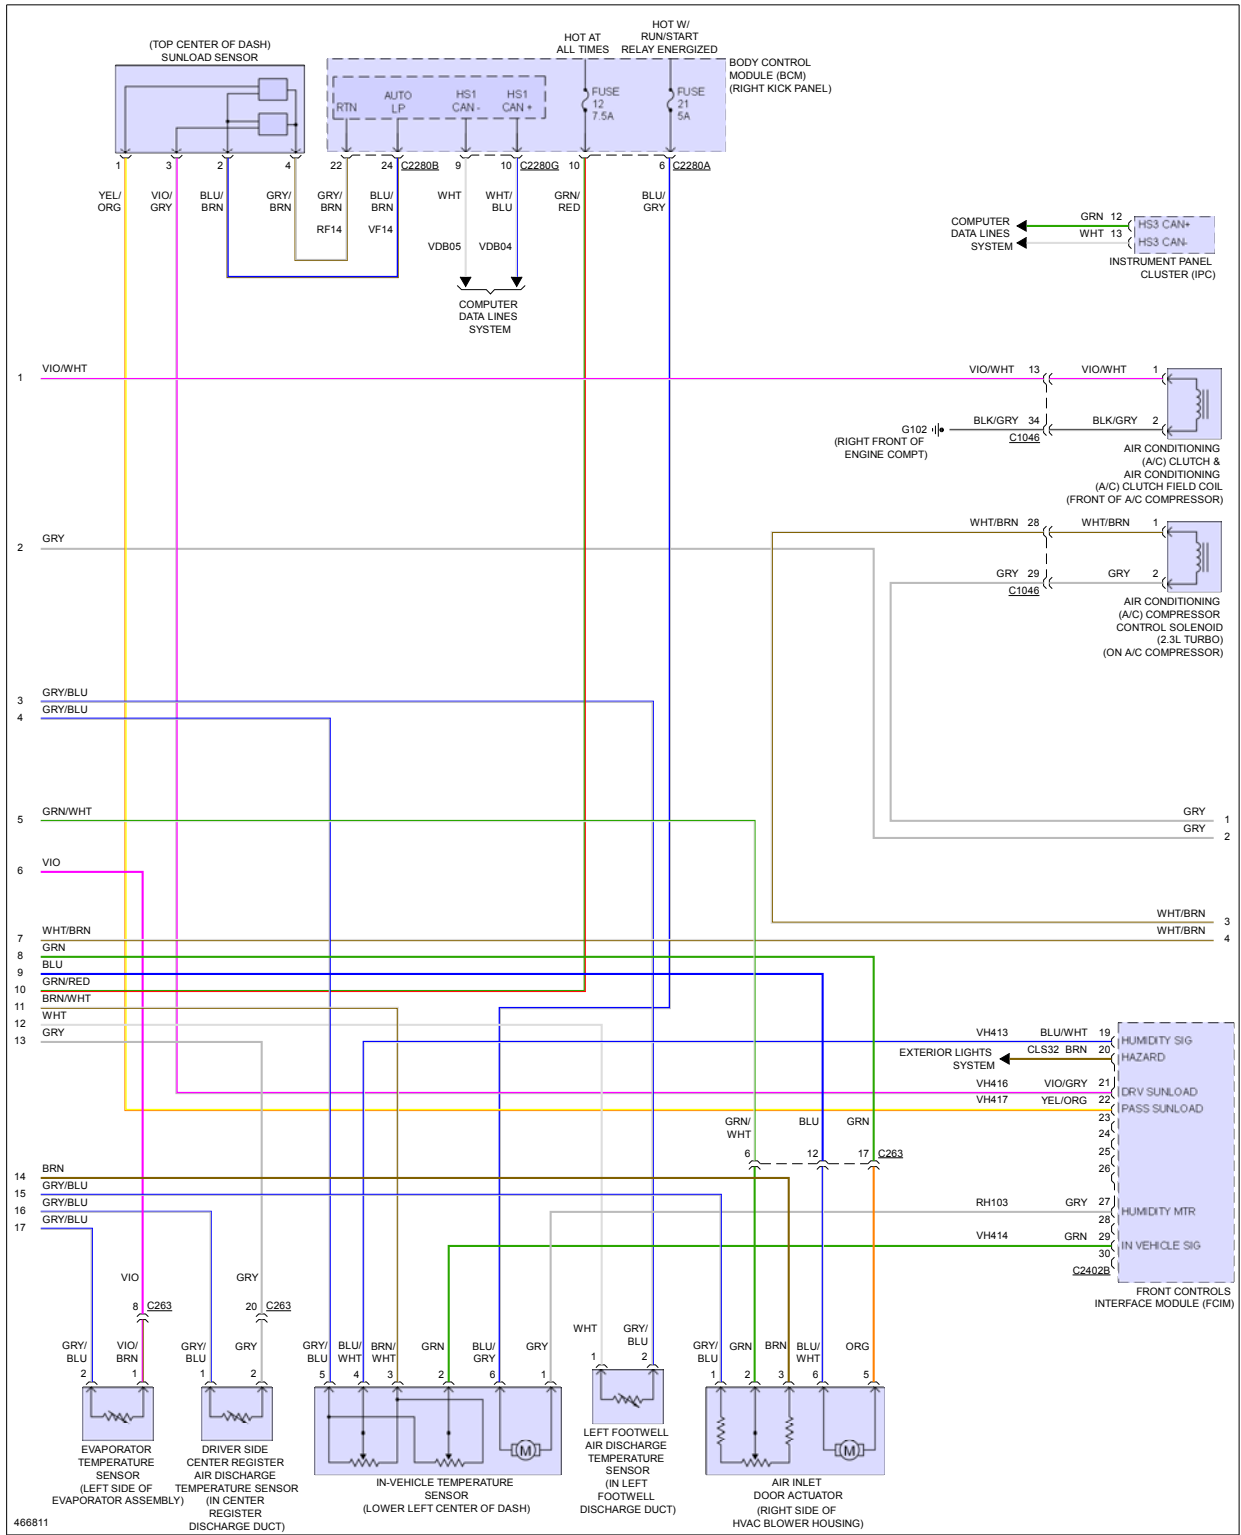 (TOP CENTER OF DASH)
SUNLOAD SENSOR
HOT AT
ALL TIMES
HOT W/
RUN/START
RELAY ENERGIZED
BODY CONTROL
MODULE (BCM)
(RIGHT KICK PANEL)
RTN
AUTO
LP
HS1
CAN -
HS1
CAN +
FUSE
12
7.5A
FUSE
21
5A
1
3
2
4
22
24
C2280B
9
10
C2280G
10
6
C2280A
YEL/
ORG
VIO/
GRY
BLU/
BRN
GRY/
BRN
GRY/
BRN
BLU/
BRN
WHT
WHT/
BLU
GRN/
RED
BLU/
GRY
RF14
VF14
VDB05
VDB04
COMPUTER
DATA LINES
SYSTEM
COMPUTER
DATA LINES
SYSTEM
GRN 12
WHT 13
HS3 CAN+
HS3 CAN-
INSTRUMENT PANEL
CLUSTER (IPC)
1 VIO/WHT
VIO/WHT 13
VIO/WHT 1
G102
(RIGHT FRONT OF
ENGINE COMPT)
BLK/GRY 34
C1046
BLK/GRY 2
AIR CONDITIONING
(A/C) CLUTCH &
AIR CONDITIONING
(A/C) CLUTCH FIELD COIL
(FRONT OF A/C COMPRESSOR)
2 GRY
WHT/BRN 28
WHT/BRN 1
GRY 29
C1046
GRY 2
AIR CONDITIONING
(A/C) COMPRESSOR
CONTROL SOLENOID
(2.3L TURBO)
(ON A/C COMPRESSOR)
3 GRY/BLU
4 GRY/BLU
5 GRN/WHT
GRY 1
GRY 2
6 VIO
WHT/BRN 3
7 WHT/BRN
WHT/BRN 4
8 GRN
9 BLU
10 GRN/RED
11 BRN/WHT
12 WHT
13 GRY
VH413 BLU/WHT 19 HUMIDITY SIG
EXTERIOR LIGHTS
SYSTEM
CLS32 BRN 20 HAZARD
VH416 VIO/GRY 21 DRV SUNLOAD
VH417 YEL/ORG 22 PASS SUNLOAD
23
24
25
26
RH103 GRY 27 HUMIDITY MTR
28
VH414 GRN 29 IN VEHICLE SIG
30
C2402B
FRONT CONTROLS
INTERFACE MODULE (FCIM)
GRN/
WHT
BLU
GRN
6
12
17 C263
14 BRN
15 GRY/BLU
16 GRY/BLU
17 GRY/BLU
VIO
8 C263
GRY
20 C263
GRY/
BLU
VIO/
BRN
GRY/
BLU
GRY
GRY/
BLU
BLU/
WHT
BRN/
WHT
GRN
BLU/
GRY
GRY
WHT
GRY/
BLU
GRY/
BLU
GRN
BRN
BLU/
WHT
ORG
2
1
1
2
5
4
3
2
6
1
1
2
1
2
3
6
5
M
M
EVAPORATOR
TEMPERATURE
SENSOR
(LEFT SIDE OF
EVAPORATOR ASSEMBLY)
DRIVER SIDE
CENTER REGISTER
AIR DISCHARGE
TEMPERATURE SENSOR
(IN CENTER
REGISTER
DISCHARGE DUCT)
IN-VEHICLE TEMPERATURE
SENSOR
(LOWER LEFT CENTER OF DASH)
LEFT FOOTWELL
AIR DISCHARGE
TEMPERATURE
SENSOR
(IN LEFT
FOOTWELL
DISCHARGE DUCT)
AIR INLET
DOOR ACTUATOR
(RIGHT SIDE OF
HVAC BLOWER HOUSING)
466811